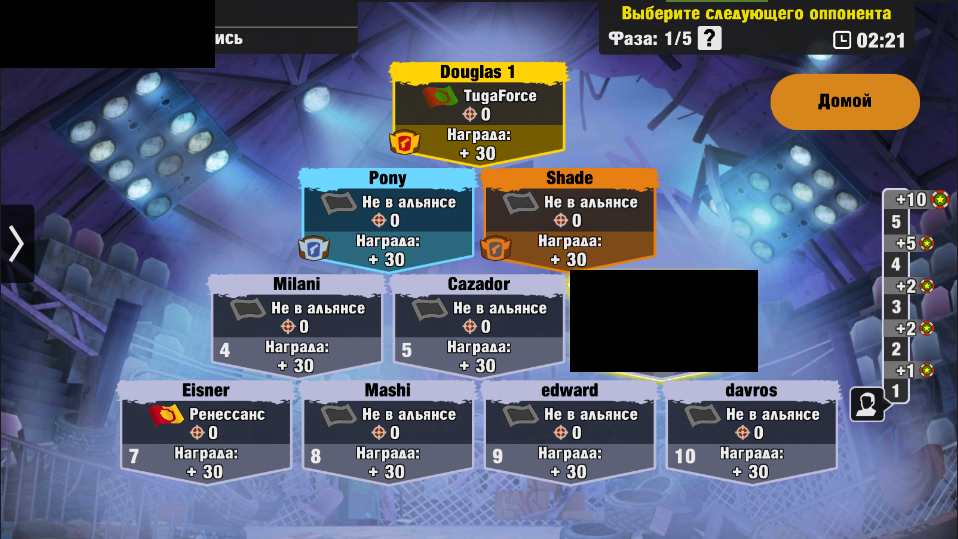 ись
Выберите следующего оппонента
Фаза: 1/5 ?
02:21
Домой
Douglas 1
TugaForce
0
Награда:
+ 30
Pony
Не в альянсе
0
Награда:
+ 30
Shade
Не в альянсе
0
Награда:
+ 30
Milani
Не в альянсе
0
4
Награда:
+ 30
Cazador
Не в альянсе
0
5
Награда:
+ 30
Eisner
Ренессанс
0
7
Награда:
+ 30
Mashi
Не в альянсе
0
8
Награда:
+ 30
edward
Не в альянсе
0
9
Награда:
+ 30
davros
Не в альянсе
0
10
Награда:
+ 30
+10
5
+5
4
+2
3
+2
2
+1
1